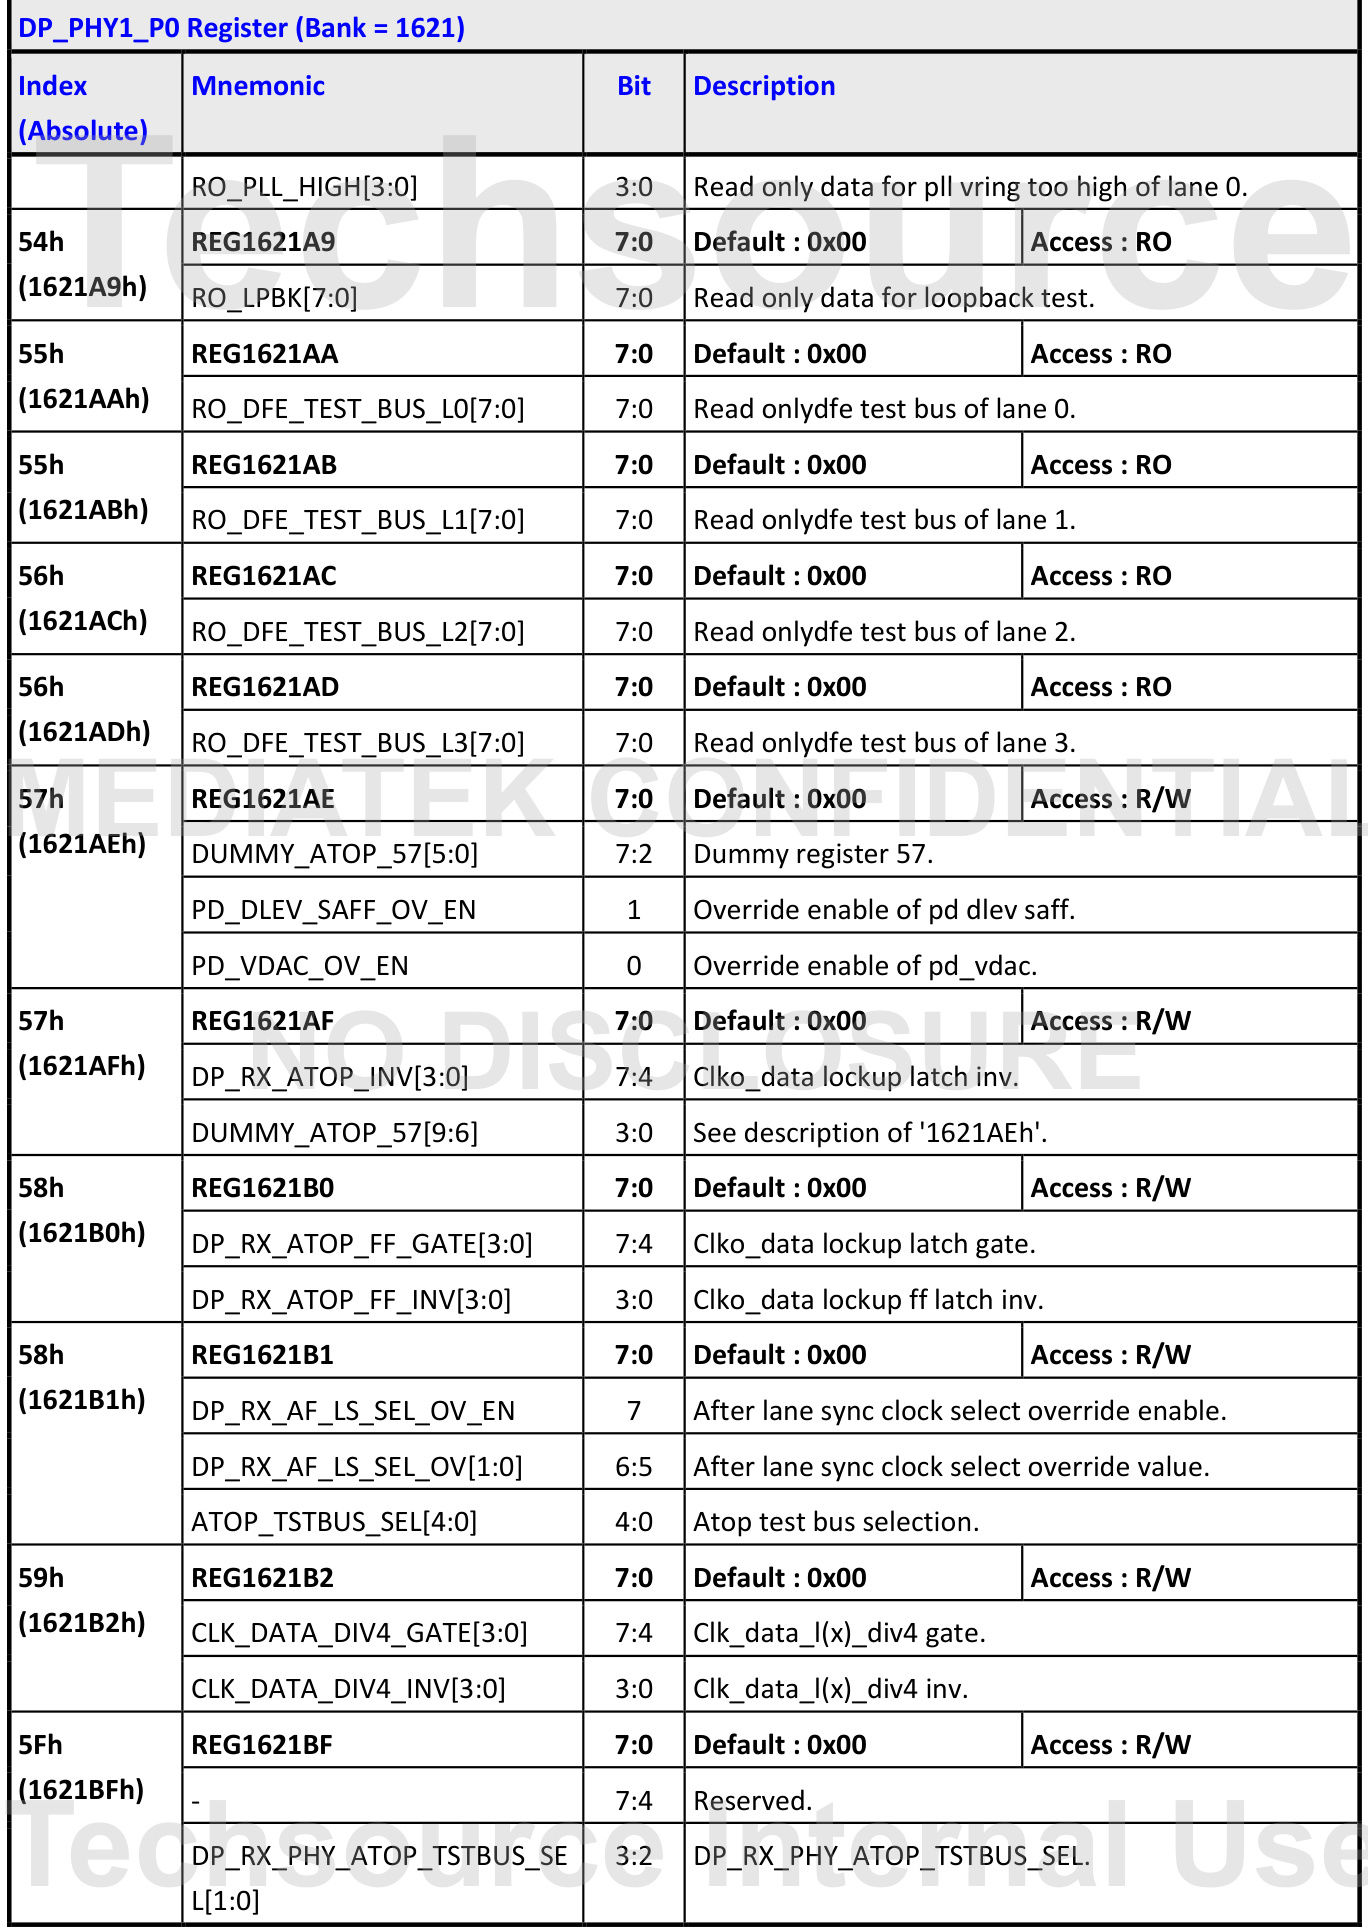 DP_PHY1_P0 Register (Bank = 1621)
Index (Absolute) Mnemonic Bit Description
RO_PLL_HIGH[3:0] 3:0 Read only data for pll vring too high of lane 0.
54h (1621A9h) REG1621A9 7:0 Default : 0x00 Access : RO
RO_LPBK[7:0] 7:0 Read only data for loopback test.
55h (1621AAh) REG1621AA 7:0 Default : 0x00 Access : RO
RO_DFE_TEST_BUS_L0[7:0] 7:0 Read onlydfe test bus of lane 0.
55h (1621ABh) REG1621AB 7:0 Default : 0x00 Access : RO
RO_DFE_TEST_BUS_L1[7:0] 7:0 Read onlydfe test bus of lane 1.
56h (1621ACh) REG1621AC 7:0 Default : 0x00 Access : RO
RO_DFE_TEST_BUS_L2[7:0] 7:0 Read onlydfe test bus of lane 2.
56h (1621ADh) REG1621AD 7:0 Default : 0x00 Access : RO
RO_DFE_TEST_BUS_L3[7:0] 7:0 Read onlydfe test bus of lane 3.
57h (1621AEh) REG1621AE 7:0 Default : 0x00 Access : R/W
DUMMY_ATOP_57[5:0] 7:2 Dummy register 57.
PD_DLEV_SAFF_OV_EN 1 Override enable of pd dlev saff.
PD_VDAC_OV_EN 0 Override enable of pd_vdac.
57h (1621AFh) REG1621AF 7:0 Default : 0x00 Access : R/W
DP_RX_ATOP_INV[3:0] 7:4 Clko_data lockup latch inv.
DUMMY_ATOP_57[9:6] 3:0 See description of '1621AEh'.
58h (1621B0h) REG1621B0 7:0 Default : 0x00 Access : R/W
DP_RX_ATOP_FF_GATE[3:0] 7:4 Clko_data lockup latch gate.
DP_RX_ATOP_FF_INV[3:0] 3:0 Clko_data lockup ff latch inv.
58h (1621B1h) REG1621B1 7:0 Default : 0x00 Access : R/W
DP_RX_AF_LS_SEL_OV_EN 7 After lane sync clock select override enable.
DP_RX_AF_LS_SEL_OV[1:0] 6:5 After lane sync clock select override value.
ATOP_TSTBUS_SEL[4:0] 4:0 Atop test bus selection.
59h (1621B2h) REG1621B2 7:0 Default : 0x00 Access : R/W
CLK_DATA_DIV4_GATE[3:0] 7:4 Clk_data_l(x)_div4 gate.
CLK_DATA_DIV4_INV[3:0] 3:0 Clk_data_l(x)_div4 inv.
5Fh (1621BFh) REG1621BF 7:0 Default : 0x00 Access : R/W
- 7:4 Reserved.
DP_RX_PHY_ATOP_TSTBUS_SE
L[1:0] 3:2 DP_RX_PHY_ATOP_TSTBUS_SEL.
Techsource
MEDIATEK CONFIDENTIAL
NO DISCLOSURE
Techsource Internal Use